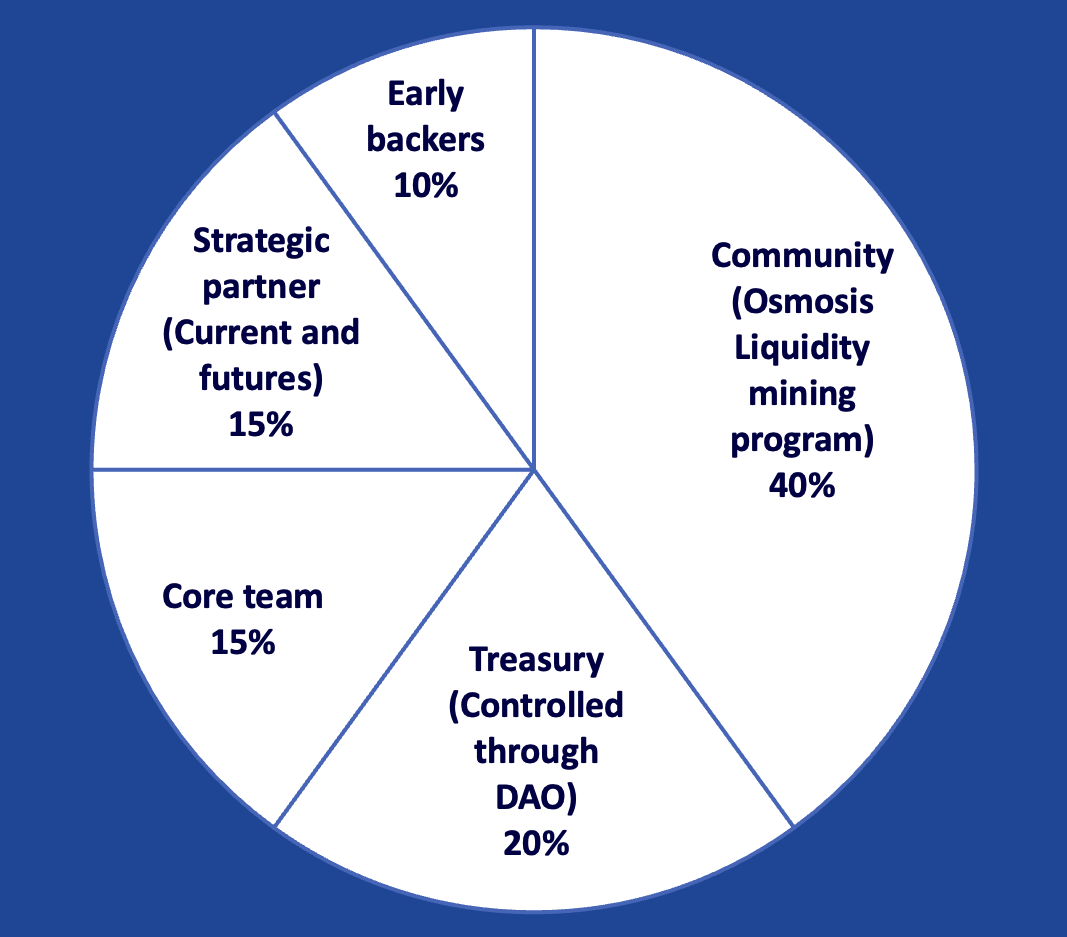 Early
backers
10%
Community
(Osmosis
Liquidity
mining
program)
40%
Strategic
partner
(Current and
futures)
15%
Core team
15%
Treasury
(Controlled
through
DAO)
20%